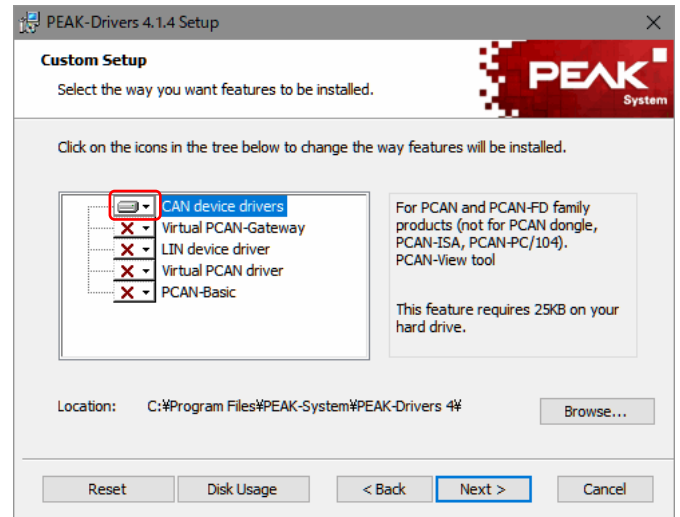 PEAK-Drivers 4.1.4 Setup
Custom Setup
Select the way you want features to be installed.
PEAK
System
Click on the icons in the tree below to change the way features will be installed.
CAN device drivers
Virtual PCAN-Gateway
LIN device driver
Virtual PCAN driver
PCAN-Basic
For PCAN and PCAN-FD family
products (not for PCAN dongle,
PCAN-ISA, PCAN-PC/104).
PCAN-View tool
This feature requires 25KB on your
hard drive.
Location: C:¥Program Files¥PEAK-System¥PEAK-Drivers 4¥
Browse...
Reset Disk Usage < Back Next > Cancel